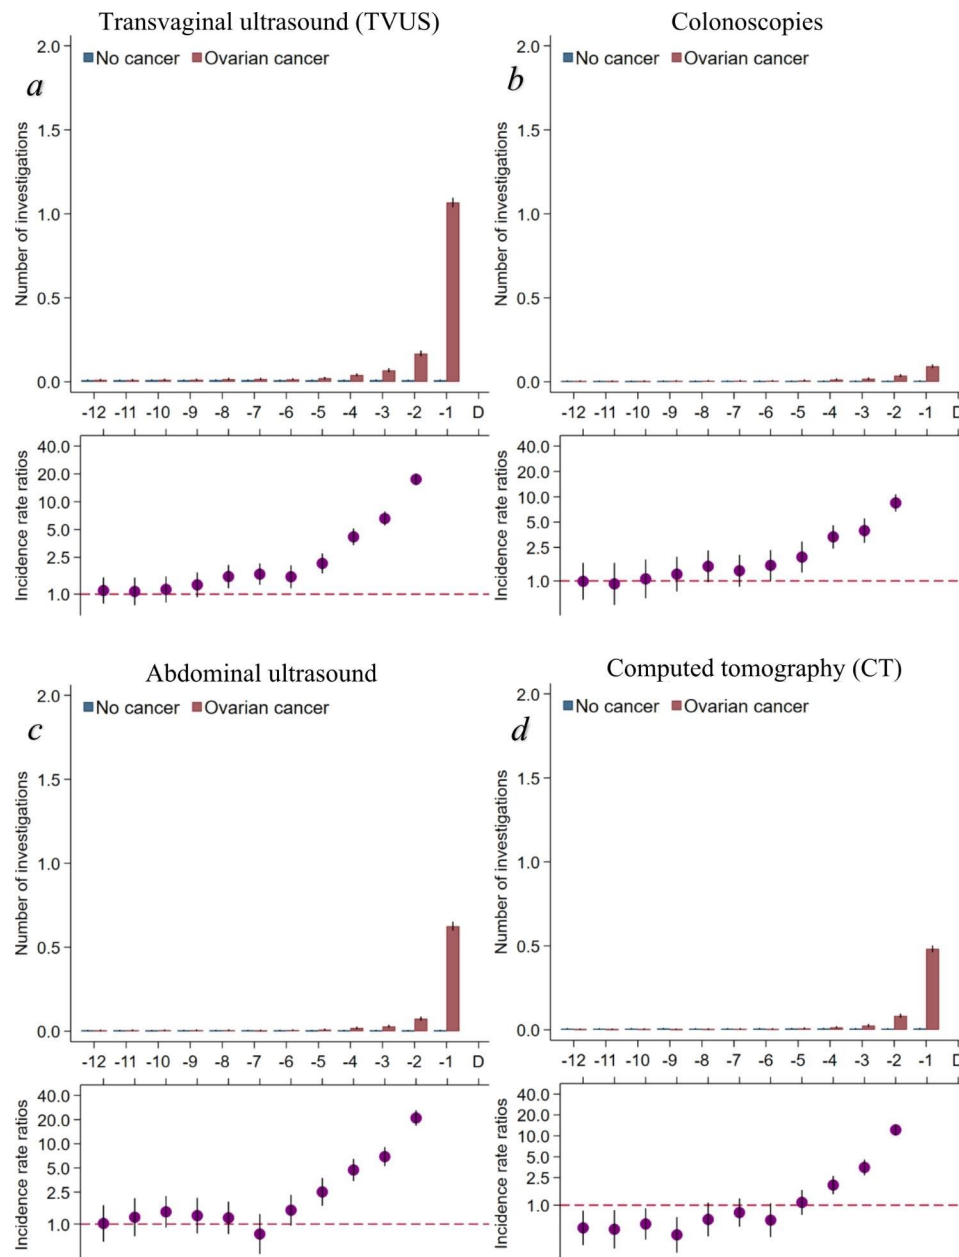 Transvaginal ultrasound (TVUS)
2.0
No cancer Ovarian cancer
a
Number of investigations
1.5
1.0
0.5
0.0
-12 -11 -10 -9 -8 -7 -6 -5 -4 -3 -2 -1 D
Incidence rate ratios
40.0
20.0
10.0
5.0
2.5
1.0
Colonoscopies
2.0
No cancer Ovarian cancer
b
Number of investigations
1.5
1.0
0.5
0.0
-12 -11 -10 -9 -8 -7 -6 -5 -4 -3 -2 -1 D
Incidence rate ratios
40.0
20.0
10.0
5.0
2.5
1.0
Abdominal ultrasound
2.0
No cancer Ovarian cancer
c
Number of investigations
1.5
1.0
0.5
0.0
-12 -11 -10 -9 -8 -7 -6 -5 -4 -3 -2 -1 D
Incidence rate ratios
40.0
20.0
10.0
5.0
2.5
1.0
Computed tomography (CT)
2.0
No cancer Ovarian cancer
d
Number of investigations
1.5
1.0
0.5
0.0
-12 -11 -10 -9 -8 -7 -6 -5 -4 -3 -2 -1 D
Incidence rate ratios
40.0
20.0
10.0
5.0
2.5
1.0